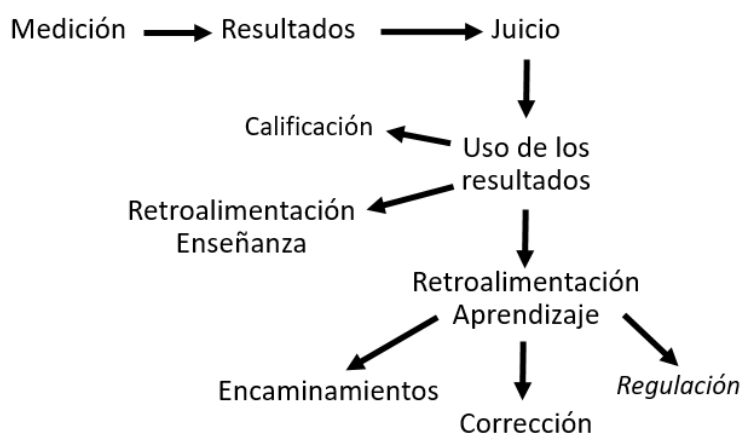 Medición
Resultados
Juicio
Calificación
Uso de los
resultados
Retroalimentación
Enseñanza
Retroalimentación
Aprendizaje
Encaminamientos
Corrección
Regulación